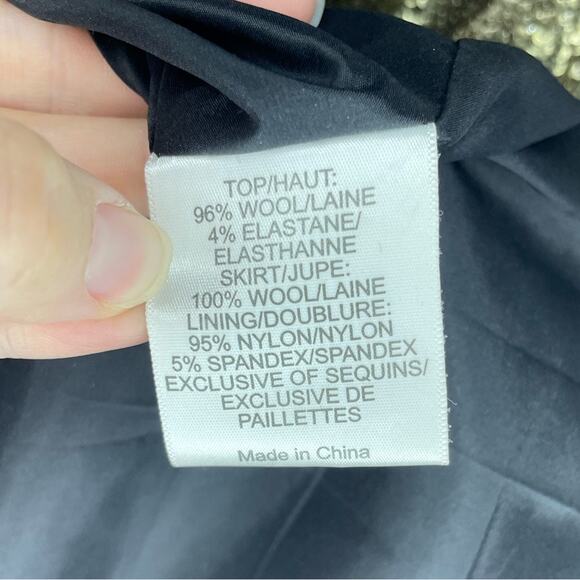 TOP/HAUT:
96% WOOL/LAINE
4% ELASTANE/
ELASTHANNE
SKIRT/JUPE:
100% WOOL/LAINE
LINING/DOUBLURE:
95% NYLON/NYLON
5% SPANDEX/SPANDEX
EXCLUSIVE OF SEQUINS/
EXCLUSIVE DE
PAILLETTES
Made in China